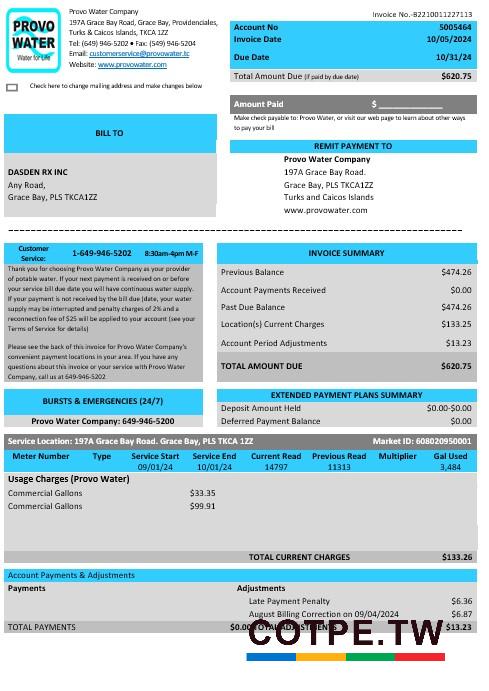 PROVO
WATER
Water for Life
Provo Water Company
197A Grace Bay Road, Grace Bay, Providenciales,
Turks & Caicos Islands, TKCA 1ZZ
Tel: (649) 946-5202 • Fax: (549) 946-5204
Email: customerservice@provowater.tc
Website: www.provowater.com
Check here to change mailing address and make changes below
Invoice No.-B2210011227113
Account No 5005464
Invoice Date 10/05/2024
Due Date 10/31/24
Total Amount Due (if paid by due date) $620.75
Amount Paid $ ______________
Make check payable to: Provo Water, or visit our web page to learn about other ways
to pay your bill
BILL TO
DASDEN RX INC
Any Road,
Grace Bay, PLS TKCA1ZZ
REMIT PAYMENT TO
Provo Water Company
197A Grace Bay Road.
Grace Bay, PLS TKCA1ZZ
Turks and Caicos Islands
www.provowater.com
Customer
Service:
1-649-946-5202 8:30am-4pm M-F
Thank you for choosing Provo Water Company as your provider
of potable water. If your next payment is received on or before
your service bill due date you will have continuous water supply.
If your payment is not received by the bill due (date, your water
supply may be interrupted and penalty charges of 2% and a
reconnection fee of $25 will be applied to your account (see your
Terms of Service for details)
Please see the back of this invoice for Provo Water Company's
convenient payment locations in your area. If you have any
questions about this invoice or your service with Provo Water
Company, call us at 649-946-5202
INVOICE SUMMARY
Previous Balance $474.26
Account Payments Received $0.00
Past Due Balance $474.26
Location(s) Current Charges $133.25
Account Period Adjustments $13.23
TOTAL AMOUNT DUE $620.75
BURSTS & EMERGENCIES (24/7)
Provo Water Company: 649-946-5200
EXTENDED PAYMENT PLANS SUMMARY
Deposit Amount Held $0.00-$0.00
Deferred Payment Balance $0.00
Service Location: 197A Grace Bay Road. Grace Bay, PLS TKCA 1ZZ Market ID: 608020950001
Meter Number Type Service Start Service End Current Read Previous Read Multiplier Gal Used
09/01/24 10/01/24 14797 11313 3,484
Usage Charges (Provo Water)
Commercial Gallons $33.35
Commercial Gallons $99.91
TOTAL CURRENT CHARGES $133.26
Account Payments & Adjustments
Payments Adjustments
Late Payment Penalty $6.36
August Billing Correction on 09/04/2024 $6.87
TOTAL PAYMENTS $0.00 TOTAL ADJUSTMENTS $13.23
COTPE.TW